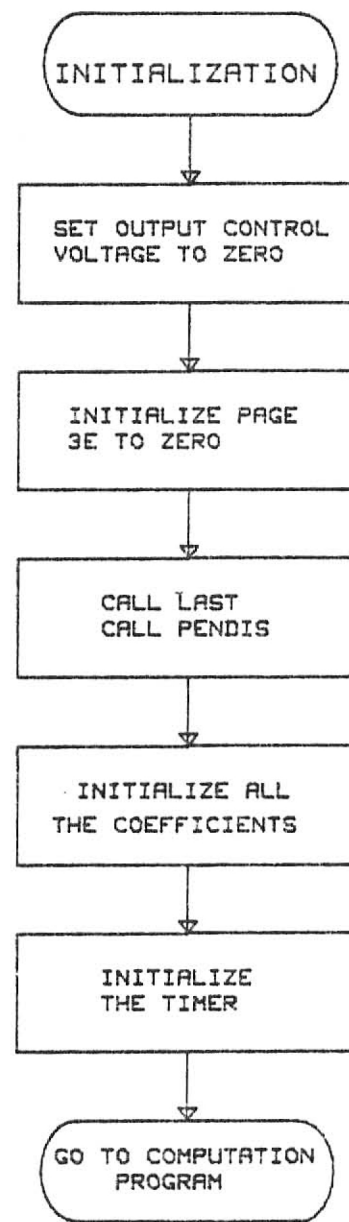 INITIALIZATION
SET OUTPUT CONTROL
VOLTAGE TO ZERO
INITIALIZE PAGE
3E TO ZERO
CALL LAST
CALL PENDIS
INITIALIZE ALL
THE COEFFICIENTS
INITIALIZE
THE TIMER
GO TO COMPUTATION
PROGRAM